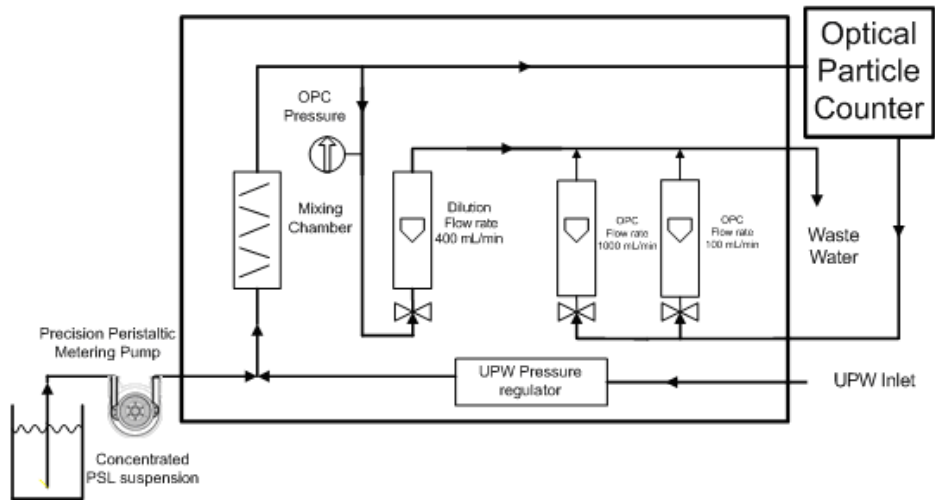 Optical
Particle
Counter
OPC
Pressure
Mixing
Chamber
Dilution
Flow rate
400 mL/min
OPC
Flow rate
1000 mL/min
OPC
Flow rate
100 mL/min
Waste
Water
Precision Peristaltic
Metering Pump
UPW Pressure
regulator
UPW Inlet
Concentrated
PSL suspension